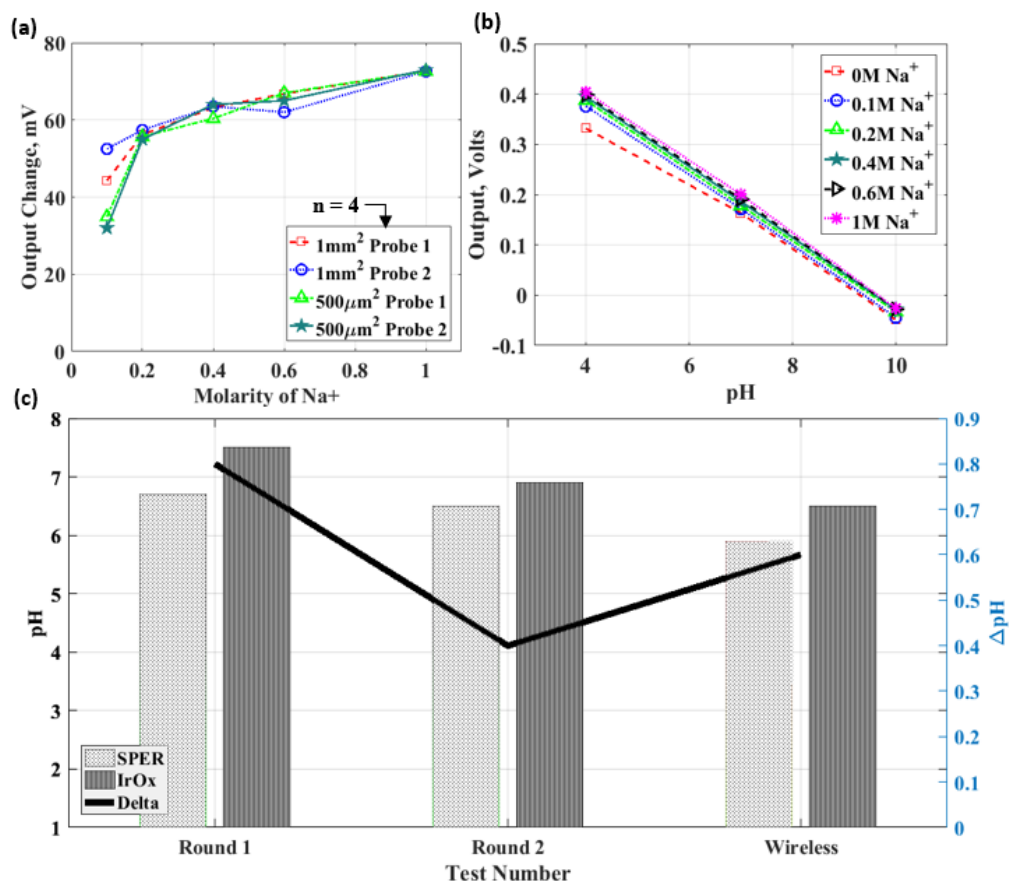 (a)
80
60
40
20
0
Output Change, mV
0
0.2
0.4
0.6
0.8
1
Molarity of Na+
n = 4
1mm² Probe 1
1mm² Probe 2
500µm² Probe 1
500µm² Probe 2
(b)
0.5
0.4
0.3
0.2
0.1
0
-0.1
Output, Volts
4
6
8
10
pH
0M Na⁺
0.1M Na⁺
0.2M Na⁺
0.4M Na⁺
0.6M Na⁺
1M Na⁺
(c)
8
7
6
5
4
3
2
1
pH
SPER
IrOx
Delta
Round 1
Round 2
Wireless
Test Number
0.9
0.8
0.7
0.6
0.5
0.4
0.3
0.2
0.1
0
△pH